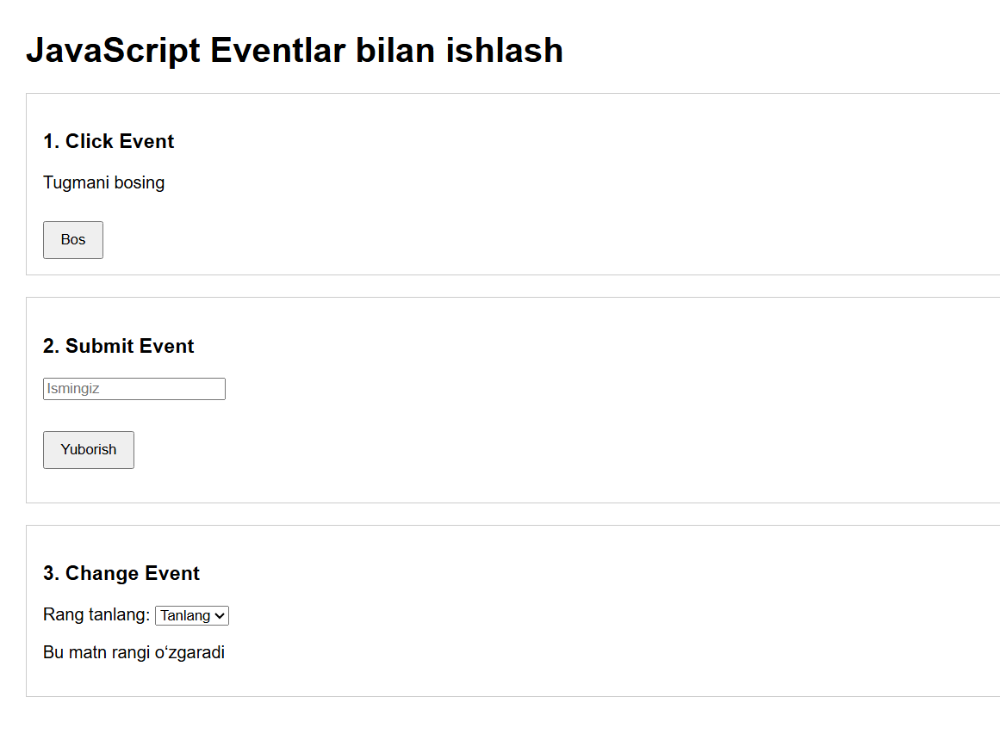 JavaScript Eventlar bilan ishlash
1. Click Event
Tugmani bosing
Bos
2. Submit Event
Ismingiz
Yuborish
3. Change Event
Rang tanlang: Tanlang
Bu matn rangi o‘zgaradi